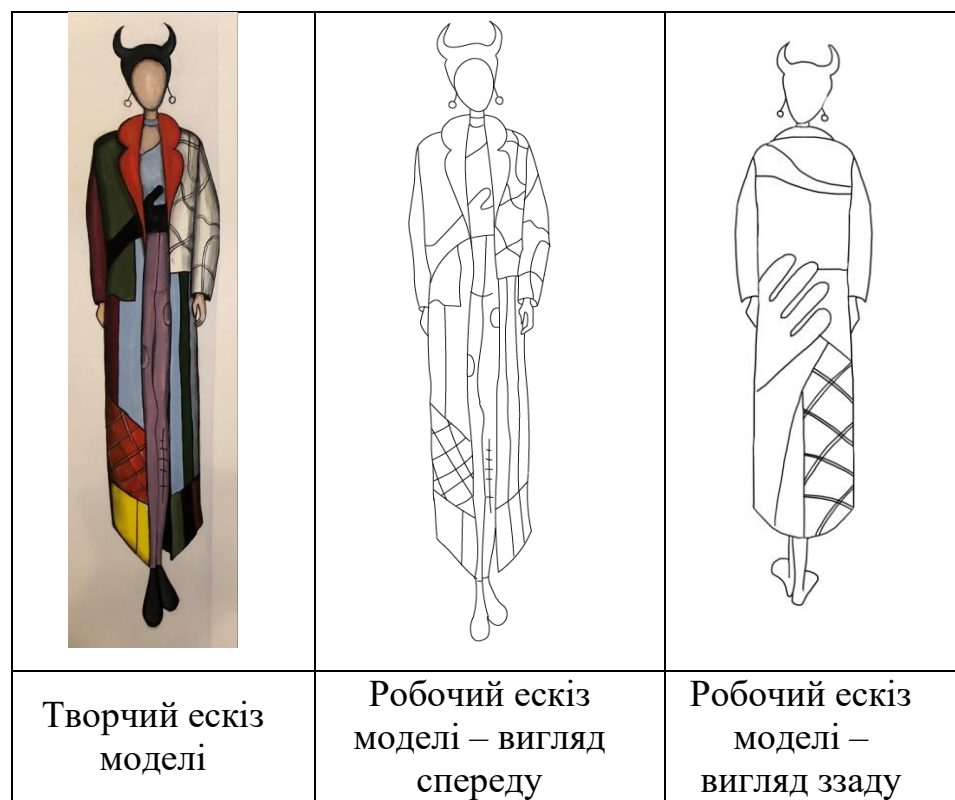 Творчий ескіз
моделі
Робочий ескіз
моделі – вигляд
спереду
Робочий ескіз
моделі –
вигляд ззаду